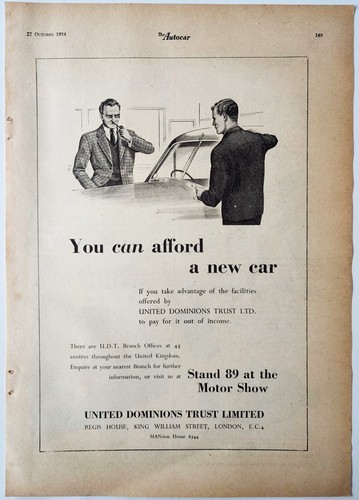 22 October 1954
The Autocar
You can afford
a new car
If you take advantage of the facilities
offered by
UNITED DOMINIONS TRUST LTD.
to pay for it out of income.
There are U.D.T. Branch Offices at 45
centres throughout the United Kingdom.
Enquire at your nearest Branch for further
information, or visit us at
Stand 89 at the
Motor Show
UNITED DOMINIONS TRUST LIMITED
REGIS HOUSE, KING WILLIAM STREET, LONDON, E.C.4
MANsion House